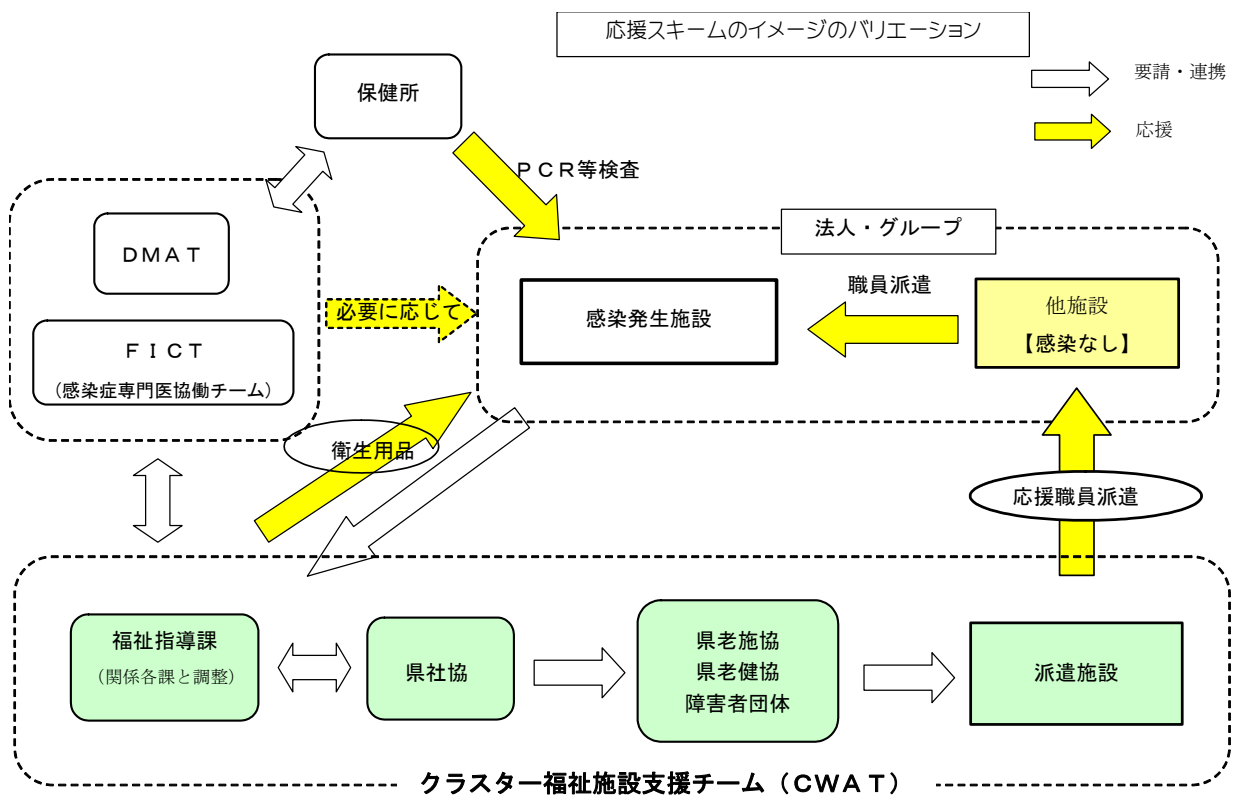 応援スキームのイメージのバリエーション
要請・連携
応援
保健所
ＰＣＲ等検査
ＤＭＡＴ
ＦＩＣＴ
（感染症専門医協働チーム）
必要に応じて
法人・グループ
感染発生施設
職員派遣
他施設
【感染なし】
衛生用品
応援職員派遣
福祉指導課
（関係各課と調整）
県社協
県老施協
県老健協
障害者団体
派遣施設
クラスター福祉施設支援チーム（ＣＷＡＴ）